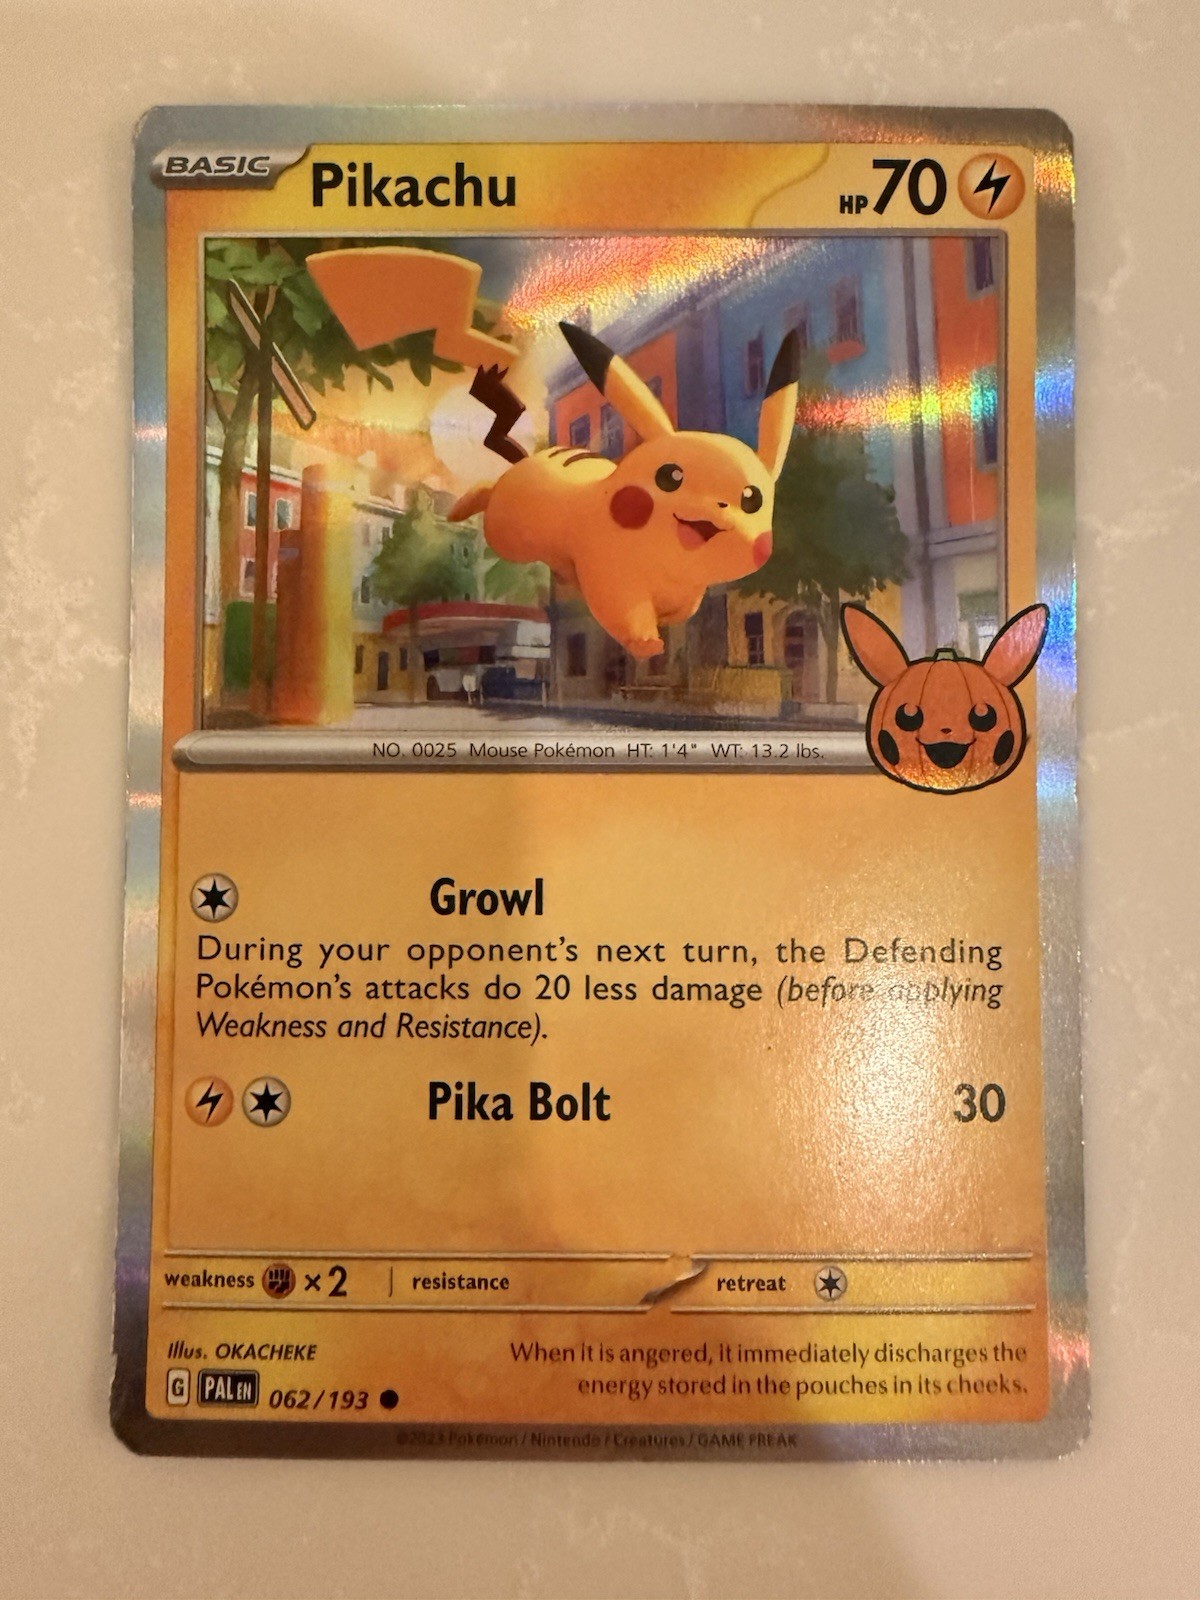 BASIC Pikachu HP 70
NO. 0025 Mouse Pokémon HT: 1'4" WT: 13.2 lbs.
Growl
During your opponent's next turn, the Defending
Pokémon's attacks do 20 less damage (before applying
Weakness and Resistance).
Pika Bolt 30
weakness ×2 resistance retreat
Illus. OKACHEKE
When it is angered, it immediately discharges the
energy stored in the pouches in its cheeks.
G PAL EN 062/193
©2023 Pokémon / Nintendo / Creatures / GAME FREAK